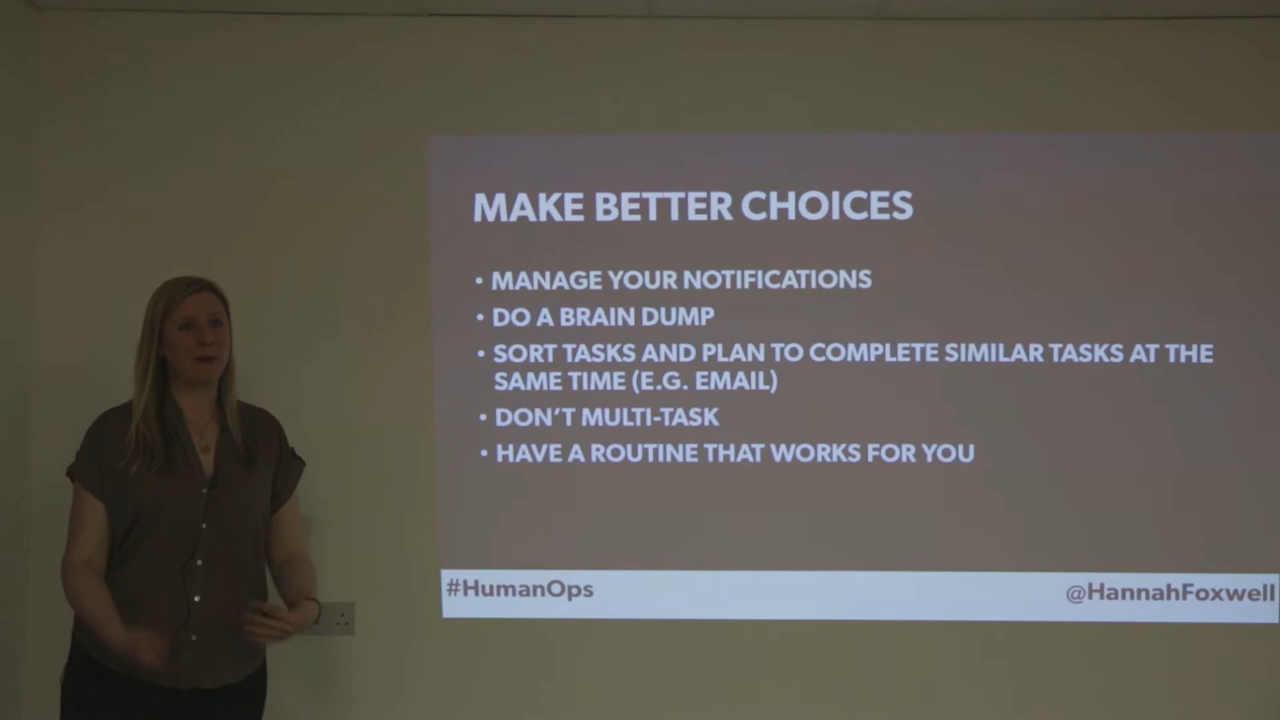 MAKE BETTER CHOICES
• MANAGE YOUR NOTIFICATIONS
• DO A BRAIN DUMP
• SORT TASKS AND PLAN TO COMPLETE SIMILAR TASKS AT THE
SAME TIME (E.G. EMAIL)
• DON'T MULTI-TASK
• HAVE A ROUTINE THAT WORKS FOR YOU
#HumanOps
@HannahFoxwell